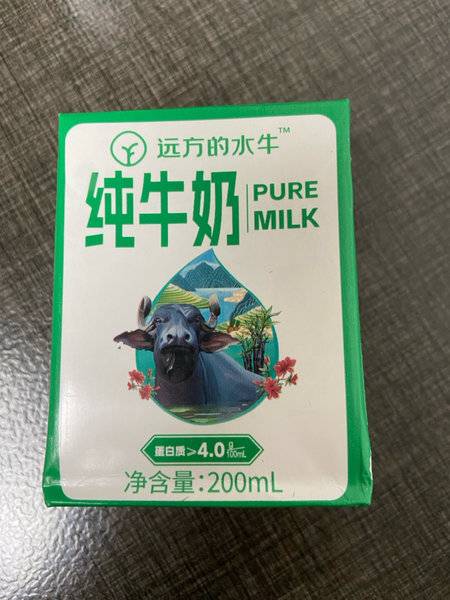 远方的水牛™
纯牛奶
PURE
MILK
蛋白质≥4.0g/100mL
净含量:200mL